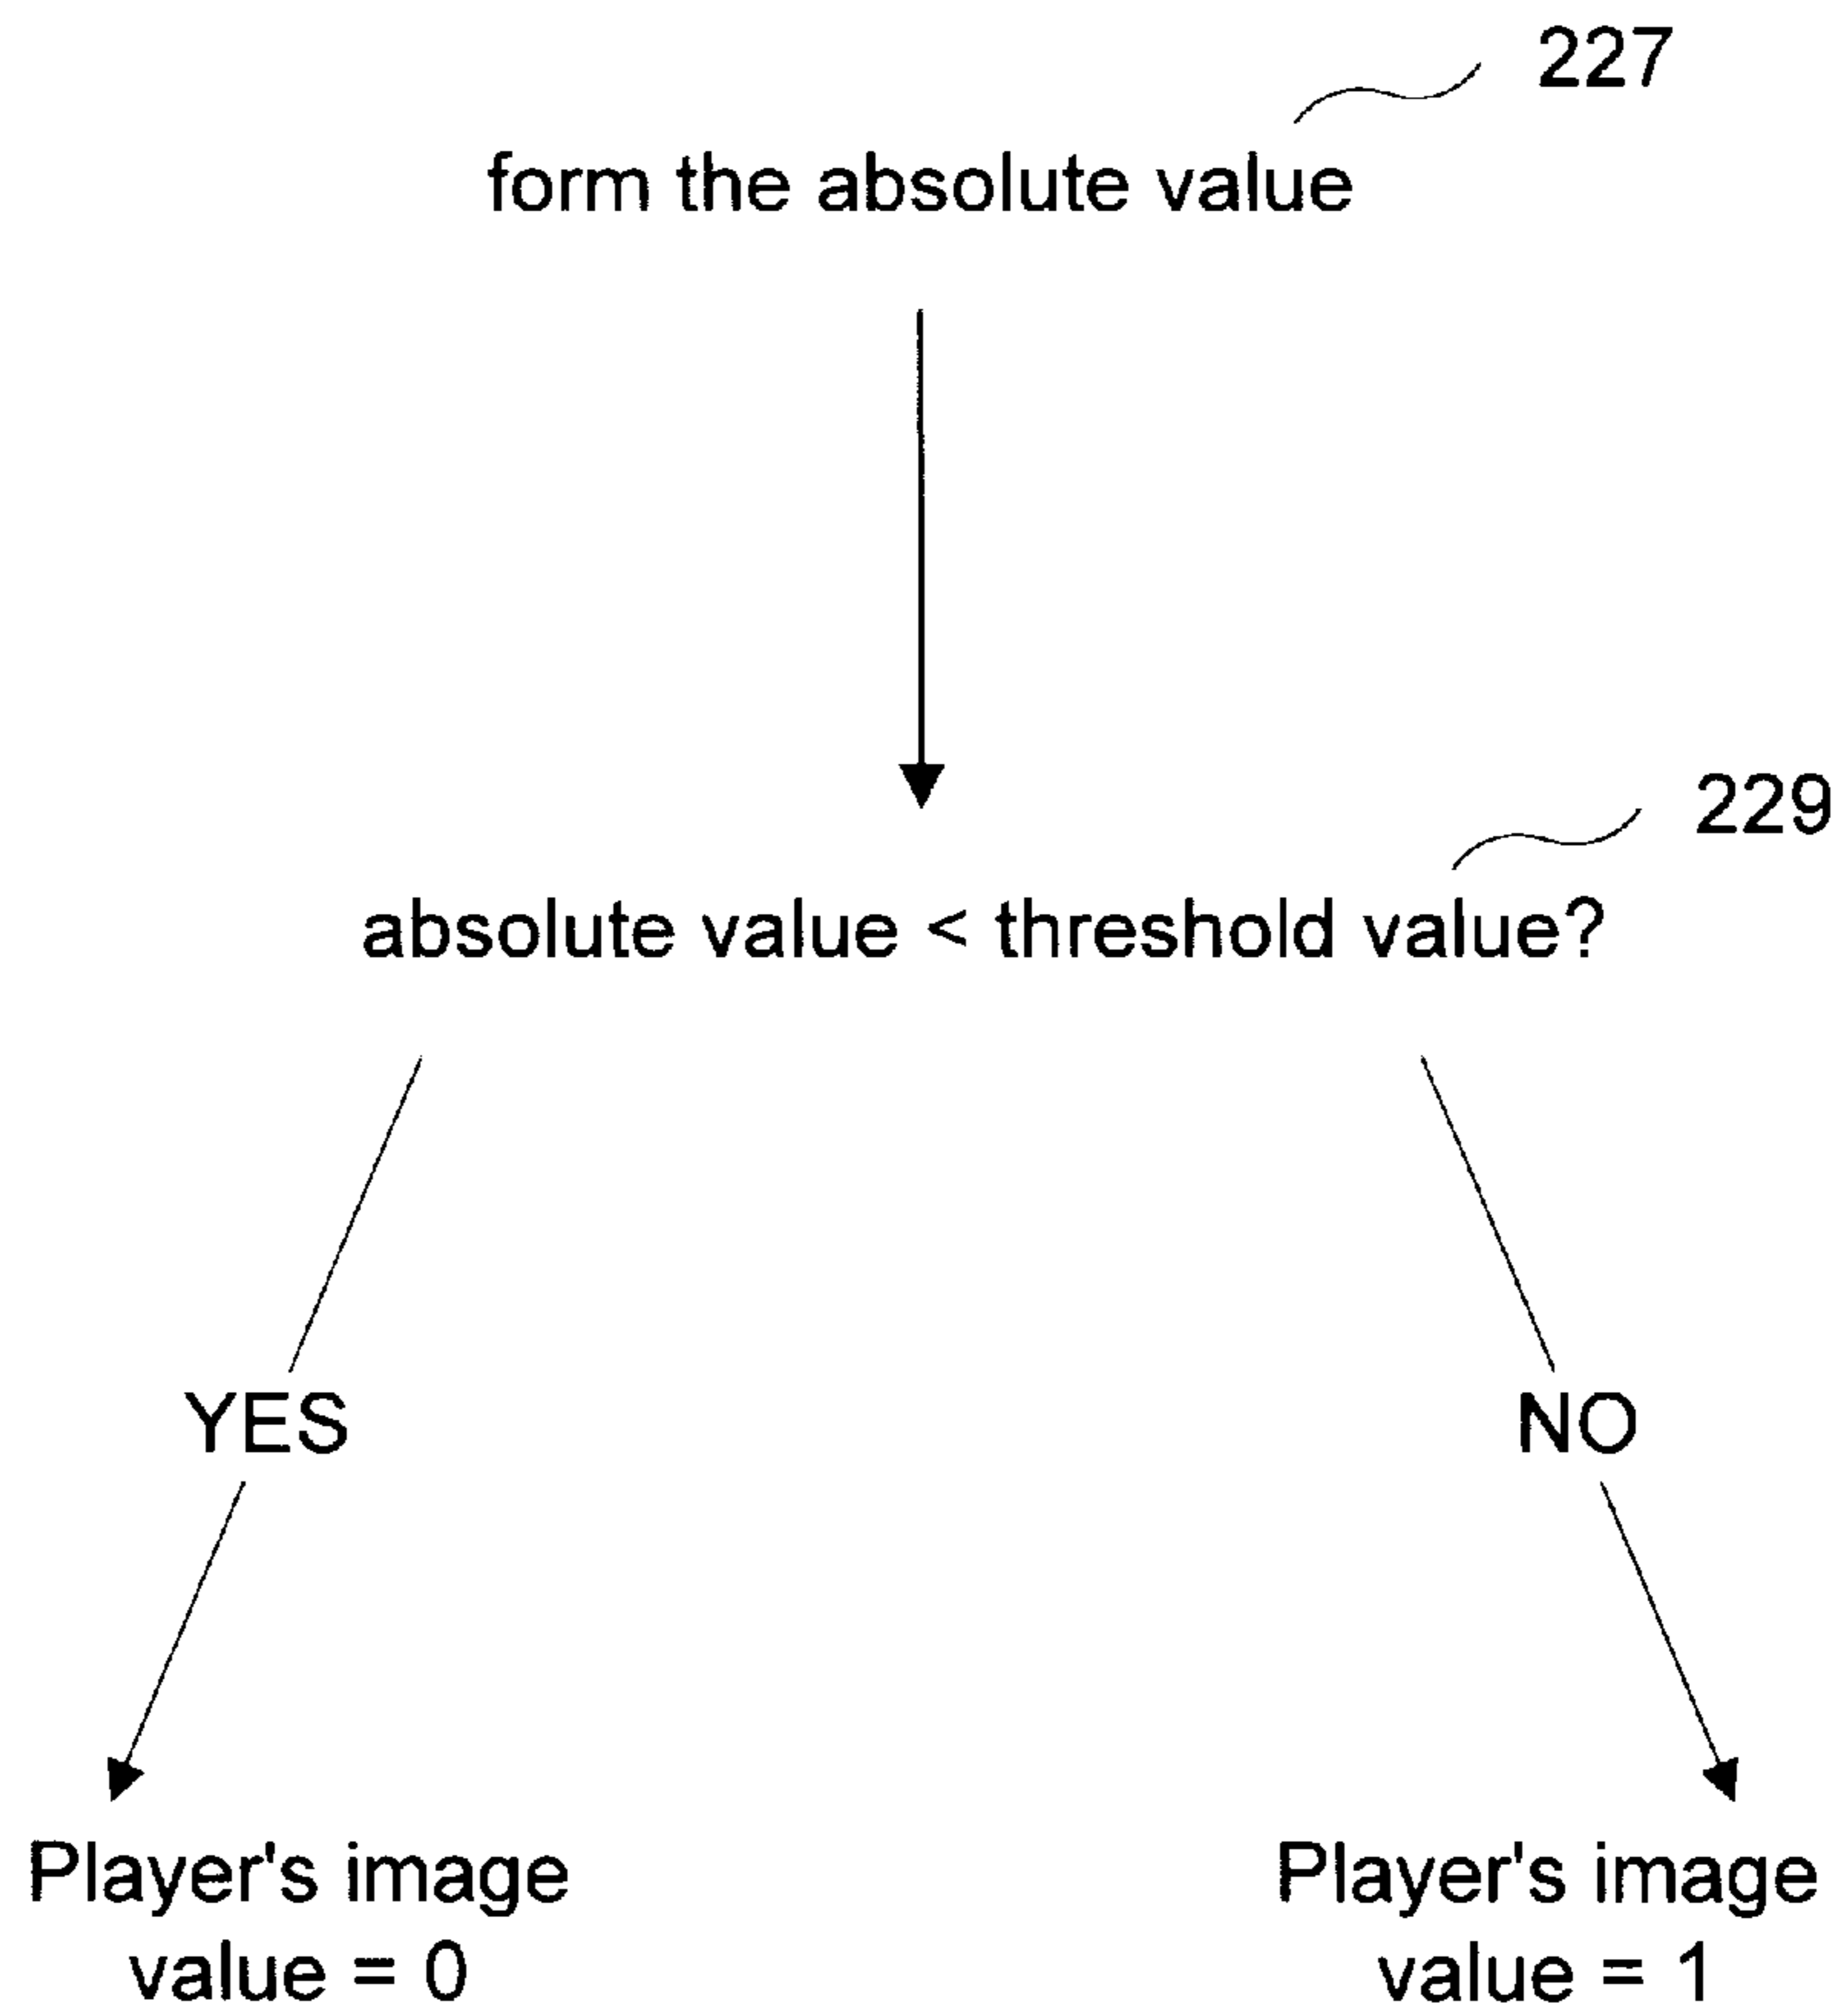 227
form the absolute value
229
absolute value < threshold value?
YES
NO
Player's image
value = 0
Player's image
value = 1